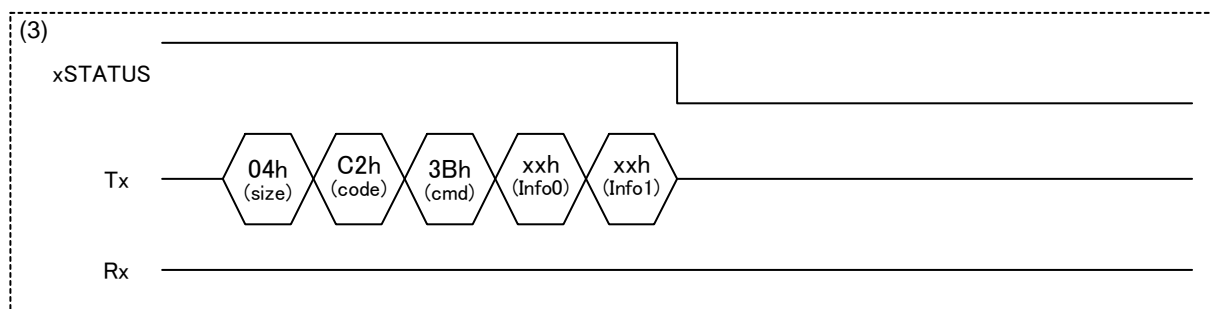 (3)
xSTATUS
Tx
04h
(size)
C2h
(code)
3Bh
(cmd)
xxh
(Info0)
xxh
(Info1)
Rx